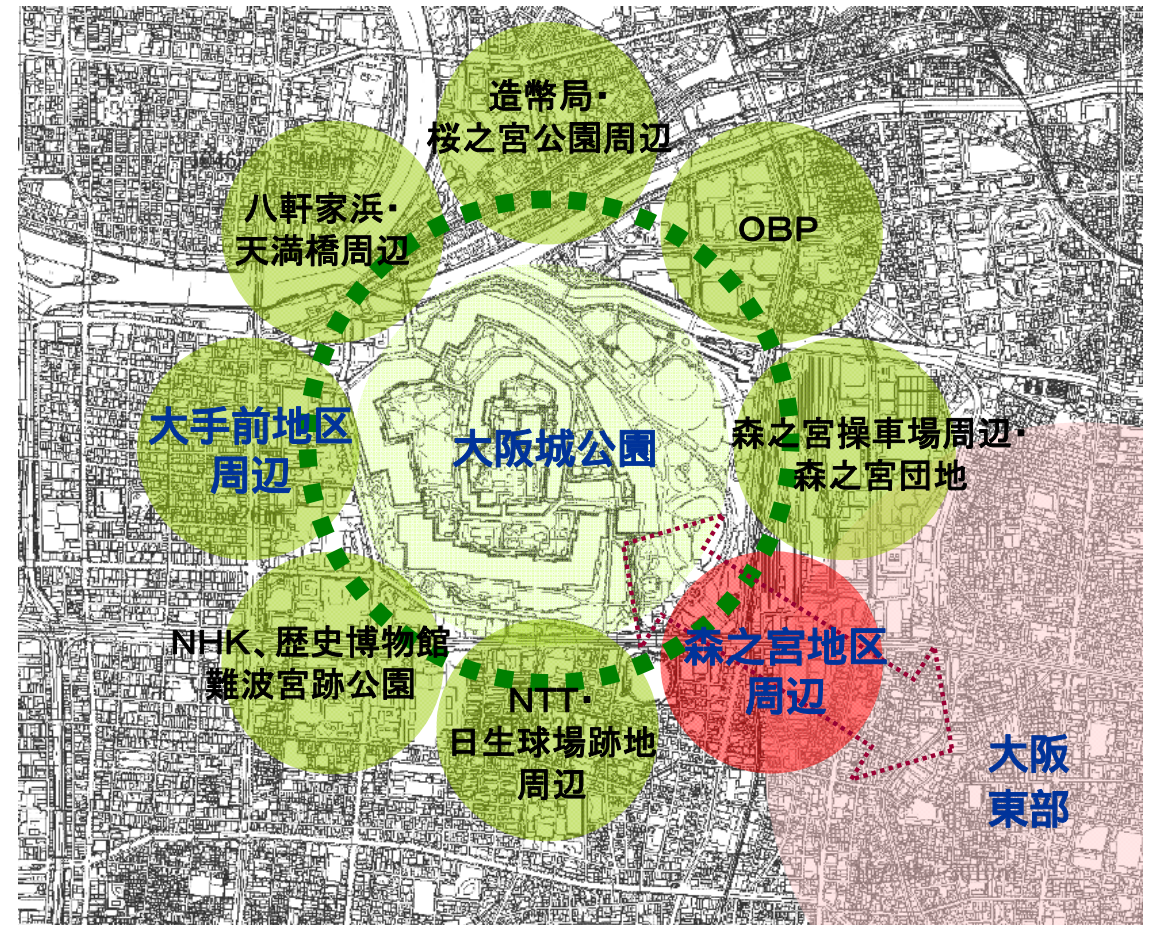 造幣局・
桜之宮公園周辺
八軒家浜・
天満橋周辺
OBP
大手前地区
周辺
大阪城公園
森之宮操車場周辺・
森之宮団地
NHK、歴史博物館
難波宮跡公園
NTT・
日生球場跡地
周辺
森之宮地区
周辺
大阪
東部